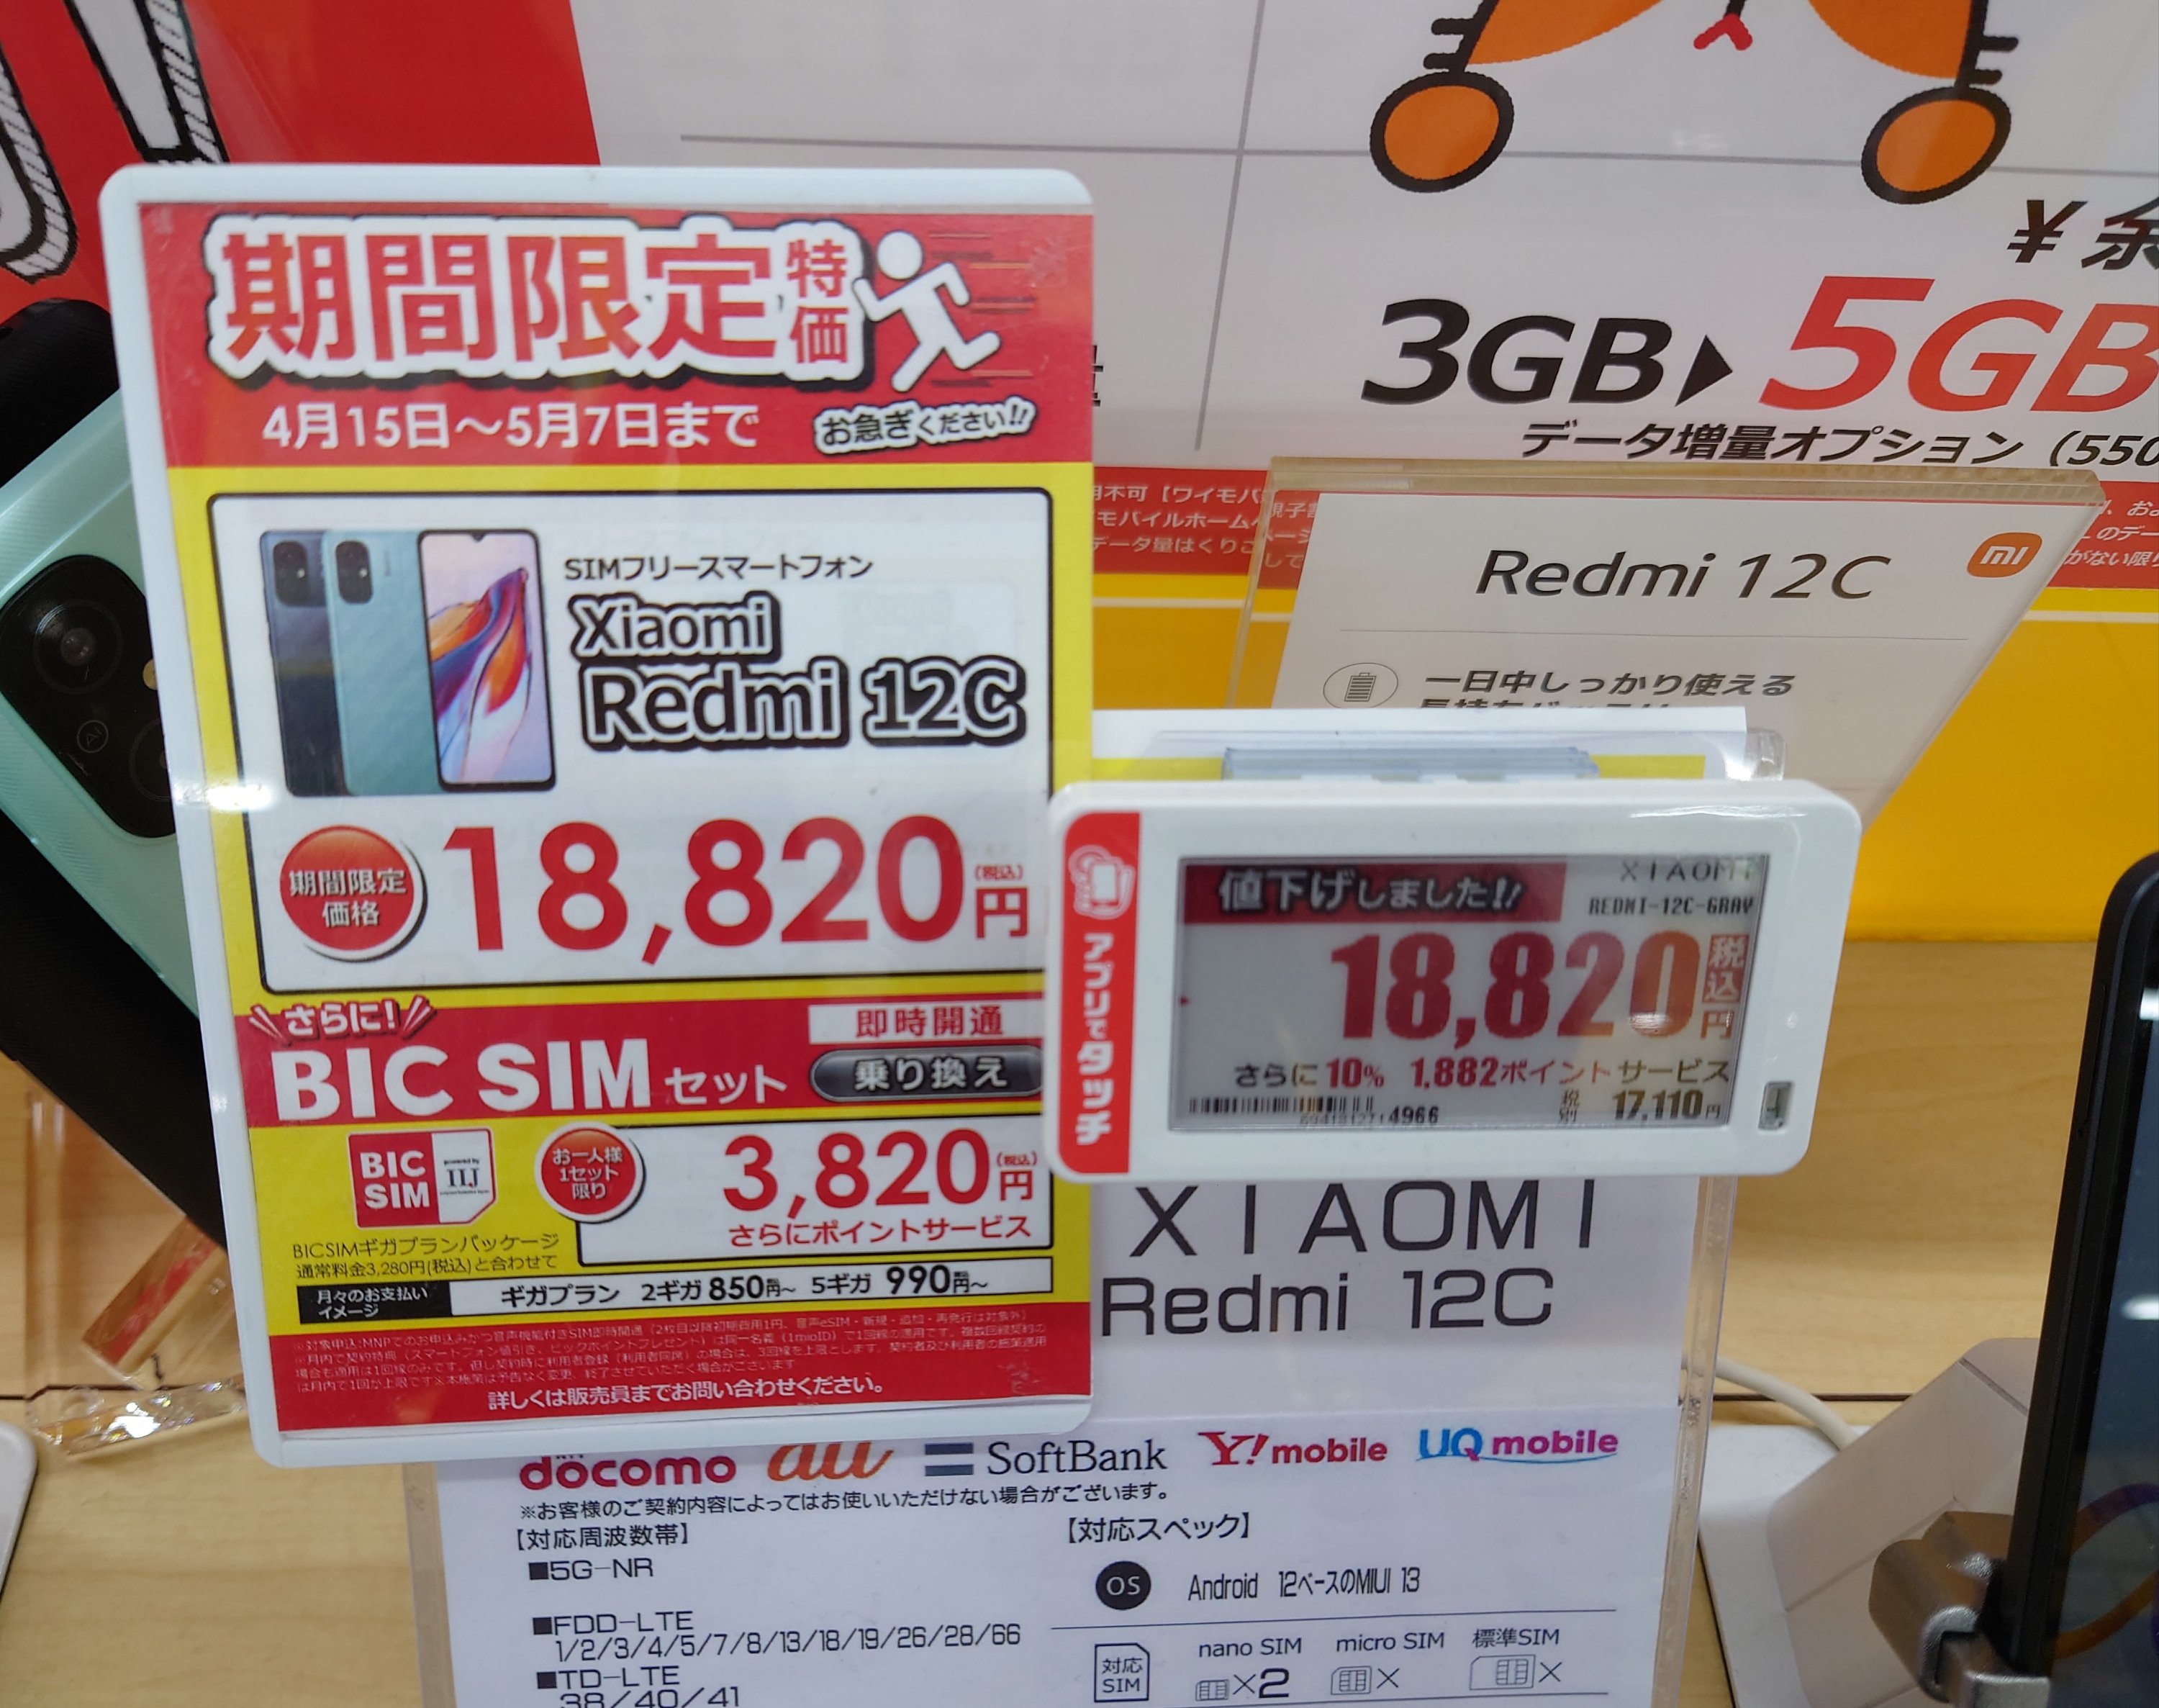 期間限定特価
4月15日〜5月7日まで お急ぎください!!
SIMフリースマートフォン
Xiaomi
Redmi 12C
期間限定
価格
18,820円
(税込)
さらに!
BIC SIMセット
即時開通
乗り換え
BIC
SIM
powered by
IIJ
お一人様
1セット
限り
3,820円
(税込)
さらにポイントサービス
BICSIMギガプランパッケージ
通常料金3,280円(税込)と合わせて
月々のお支払い
イメージ
ギガプラン 2ギガ 850円〜 5ギガ 990円〜
詳しくは販売員までお問い合わせください。
¥
3GB▶5GB
データ増量オプション(550
Redmi 12C
mi
一日中しっかり使える
アプリでタッチ
値下げしました!!
XIAOMI
REDMI-12C-GRAY
18,820円
税込
さらに10% 1,882ポイントサービス
税別 17,110円
XIAOMI
Redmi 12C
docomo au SoftBank Y!mobile UQ mobile
※お客様のご契約内容によってはお使いいただけない場合がございます。
【対応周波数帯】
■5G-NR
■FDD-LTE
1/2/3/4/5/7/8/13/18/19/26/28/66
■TD-LTE
38/40/41
【対応スペック】
OS Android 12ベースのMIUI 13
対応
SIM
nano SIM micro SIM 標準SIM
×2 × ×